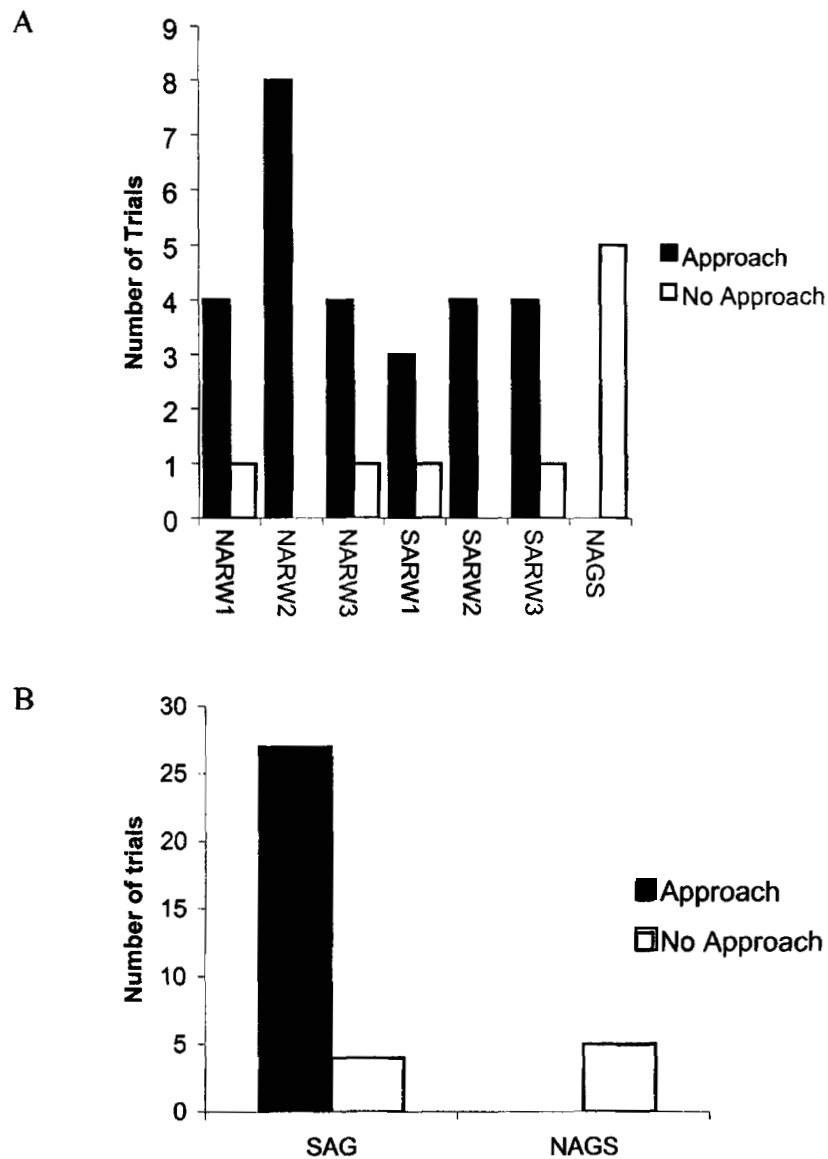 A
Number of Trials
9
8
7
6
5
4
3
2
1
0
NARW1
NARW2
NARW3
SARW1
SARW2
SARW3
NAGS
Approach
No Approach
B
Number of trials
30
25
20
15
10
5
0
SAG
NAGS
Approach
No Approach